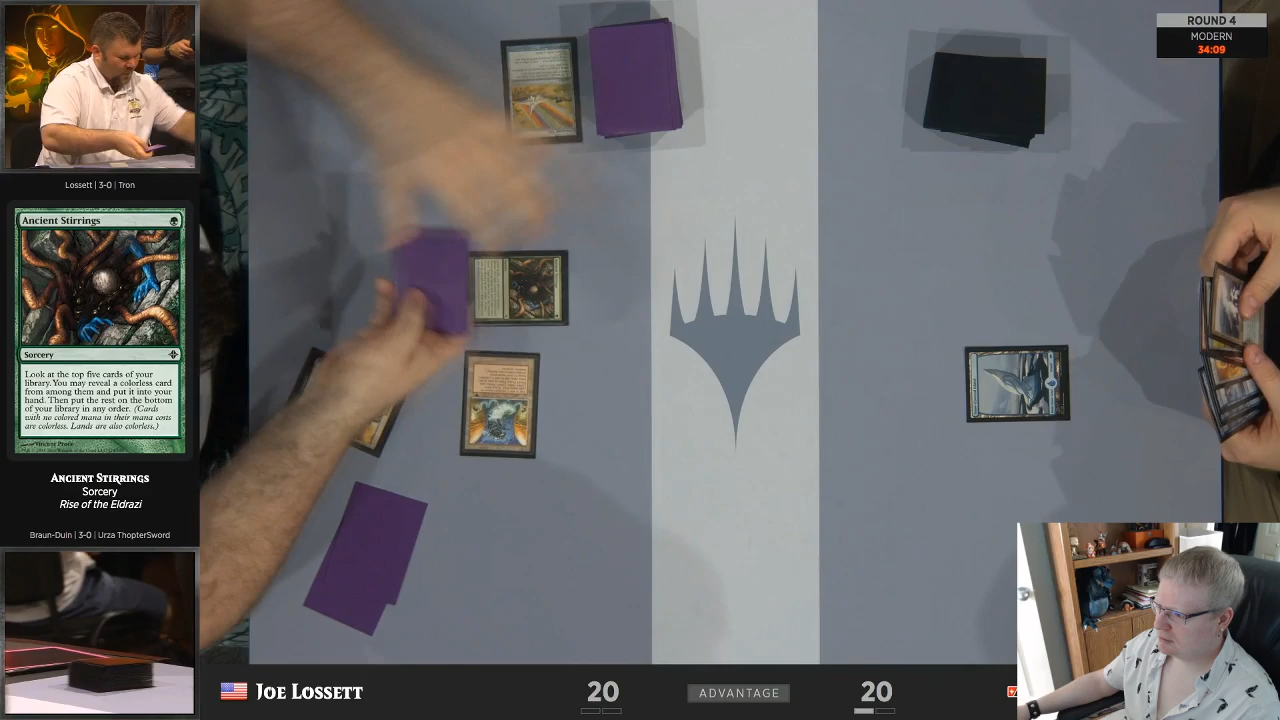 Lossett | 3-0 | Tron
Ancient Stirrings
Sorcery
Look at the top five cards of your
library. You may reveal a colorless card
from among them and put it into your
hand. Then put the rest on the bottom
of your library in any order. (Cards
with no colored mana in their mana costs
are colorless. Lands are also colorless.)
Ancient Stirrings
Sorcery
Rise of the Eldrazi
Braun-Duin | 3-0 | Urza ThopterSword
ROUND 4
MODERN
34:09
JOE LOSSETT
20
ADVANTAGE
20